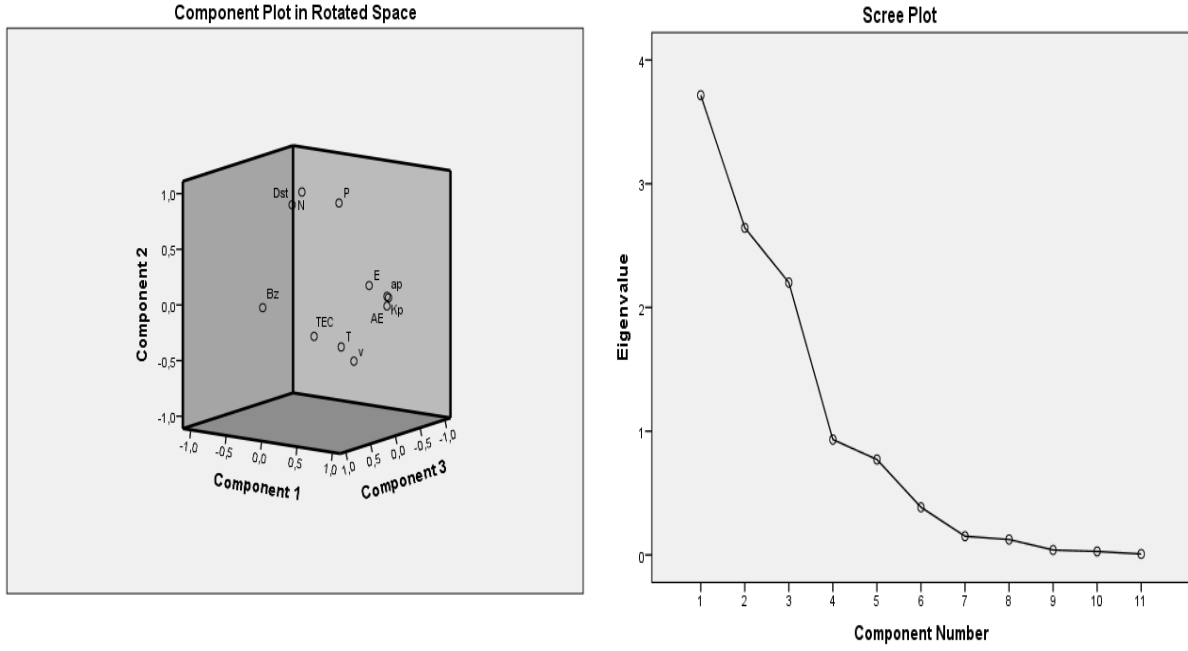 Component Plot in Rotated Space
Component 2
1,0
0,5
0,0
-0,5
-1,0
Dst
N
P
E
ap
Bz
Kp
AE
TEC
T
v
-1,0
-0,5
0,0
0,5
1,0
Component 1
1,0
0,5
0,0
-0,5
-1,0
Component 3
Scree Plot
Eigenvalue
4
3
2
1
0
1 2 3 4 5 6 7 8 9 10 11
Component Number